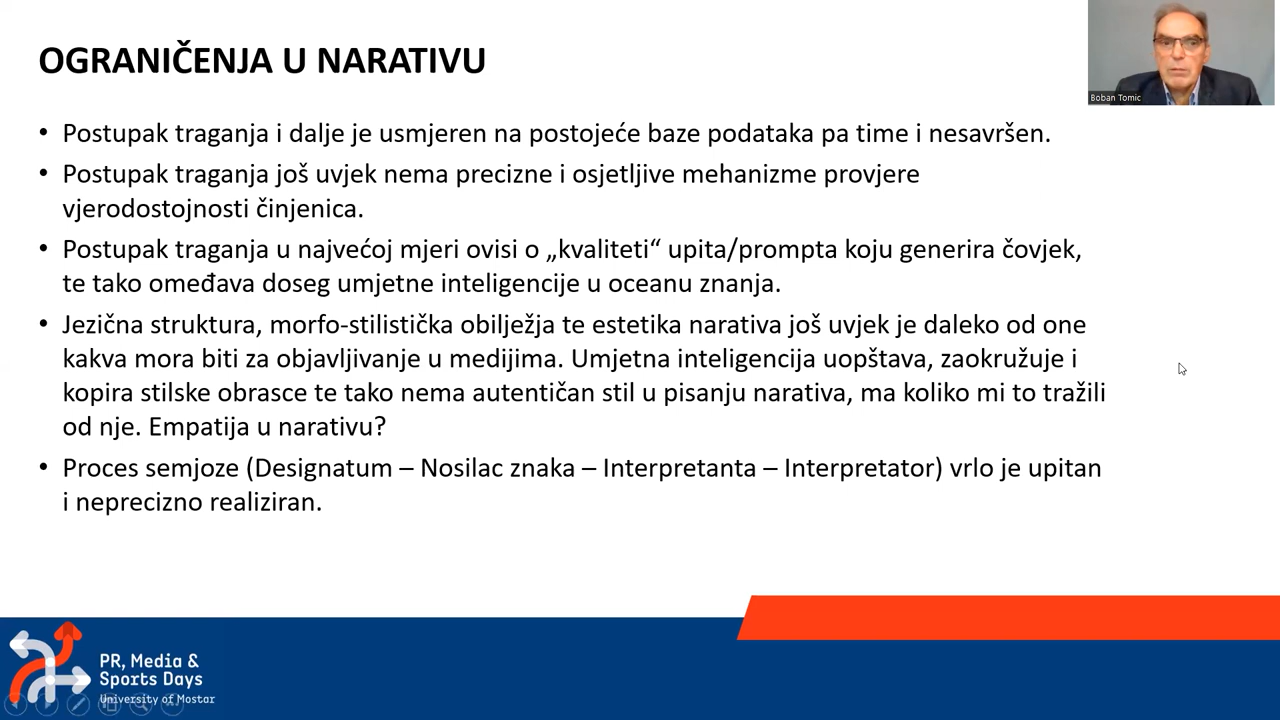 OGRANIČENJA U NARATIVU
Boban Tomic
• Postupak traganja i dalje je usmjeren na postojeće baze podataka pa time i nesavršen.
• Postupak traganja još uvjek nema precizne i osjetljive mehanizme provjere
vjerodostojnosti činjenica.
• Postupak traganja u najvećoj mjeri ovisi o „kvaliteti“ upita/prompta koju generira čovjek,
te tako omeđava doseg umjetne inteligencije u oceanu znanja.
• Jezična struktura, morfo-stilistička obilježja te estetika narativa još uvjek je daleko od one
kakva mora biti za objavljivanje u medijima. Umjetna inteligencija uopštava, zaokružuje i
kopira stilske obrasce te tako nema autentičan stil u pisanju narativa, ma koliko mi to tražili
od nje. Empatija u narativu?
• Proces semjoze (Designatum – Nosilac znaka – Interpretanta – Interpretator) vrlo je upitan
i neprecizno realiziran.
PR, Media &
Sports Days
University of Mostar